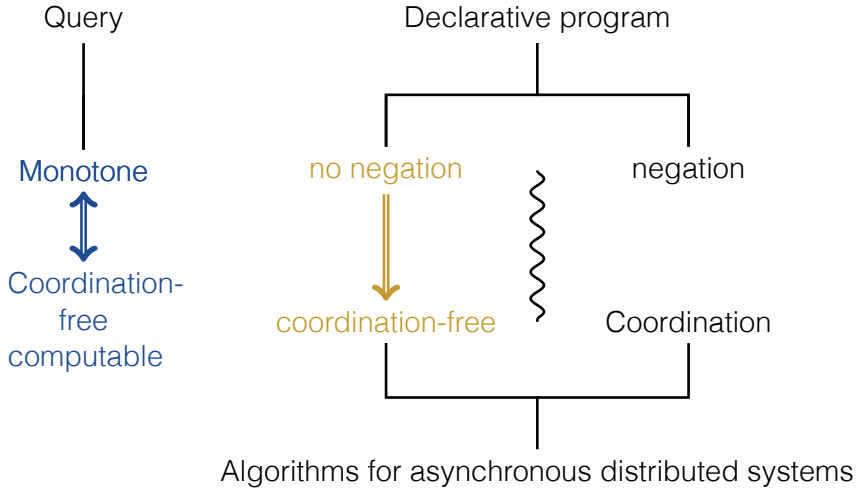 Query
Declarative program
Monotone
no negation
negation
Coordination-
free
computable
coordination-free
Coordination
Algorithms for asynchronous distributed systems